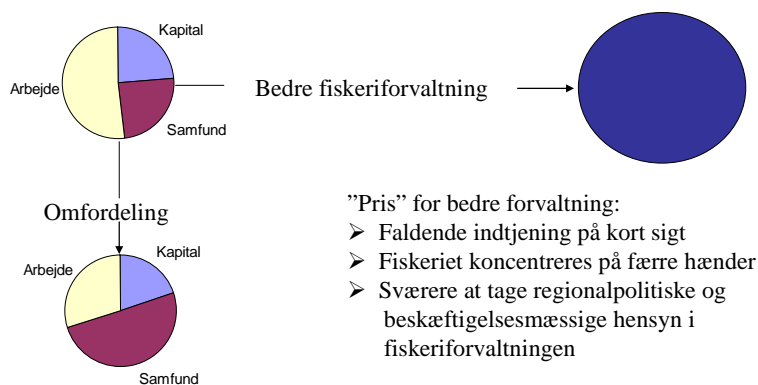 Kapital
Arbejde
Samfund
Bedre fiskeriforvaltning
Omfordeling
Arbejde
Kapital
Samfund
”Pris” for bedre forvaltning:
➢ Faldende indtjening på kort sigt
➢ Fiskeriet koncentreres på færre hænder
➢ Sværere at tage regionalpolitiske og
beskæftigelsesmæssige hensyn i
fiskeriforvaltningen